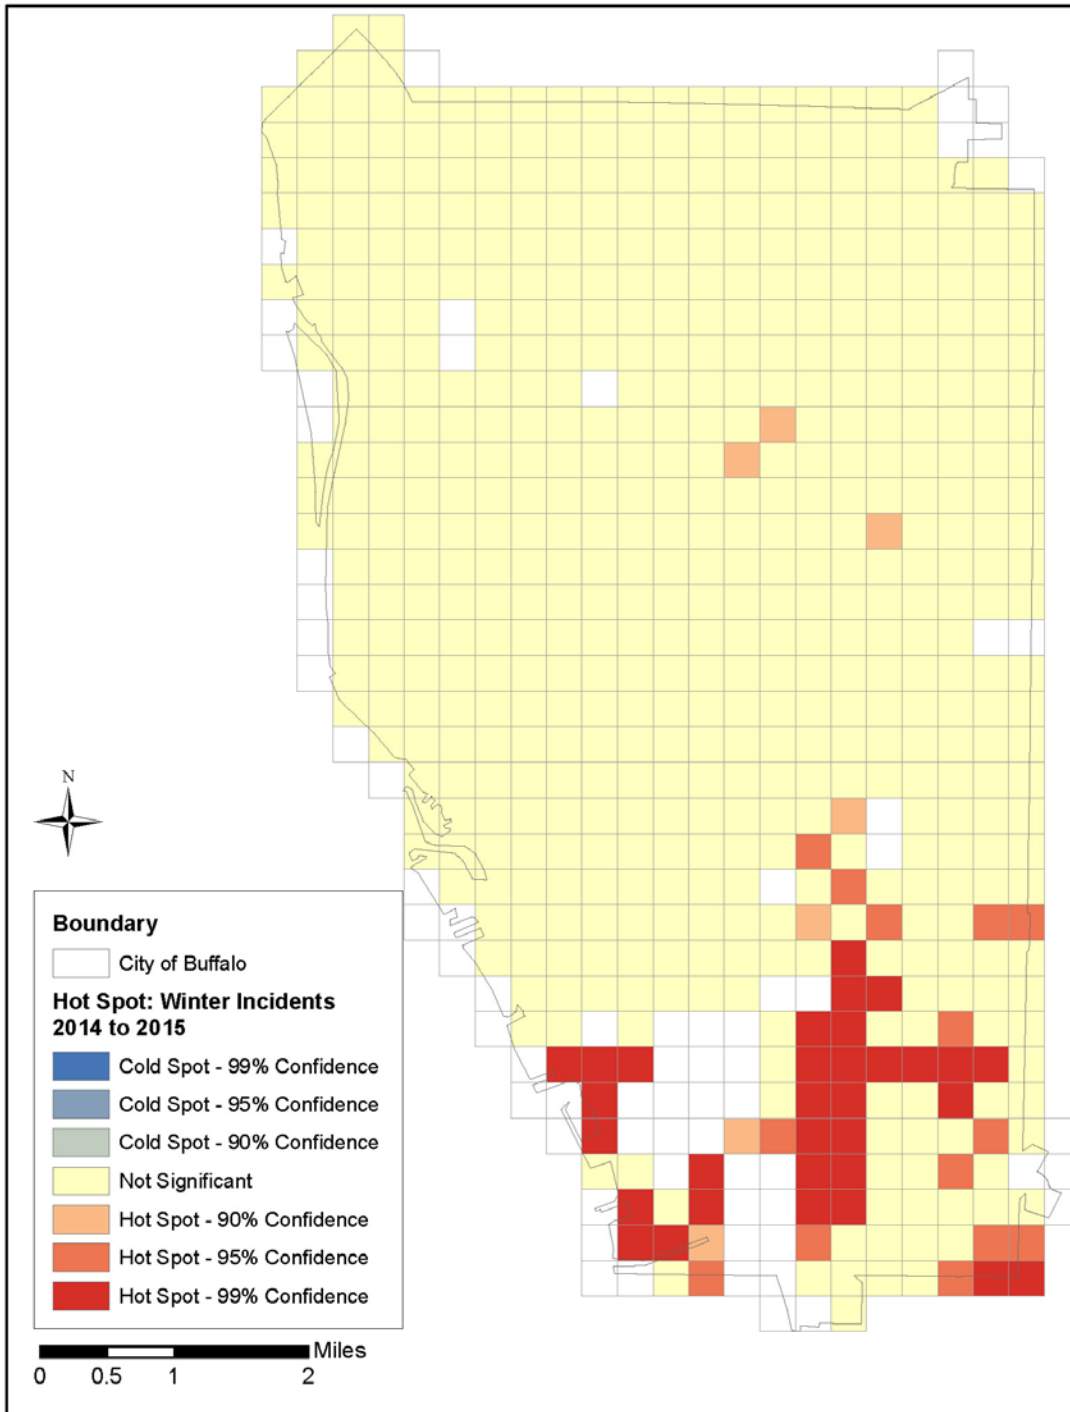 N
Boundary
City of Buffalo
Hot Spot: Winter Incidents
2014 to 2015
Cold Spot - 99% Confidence
Cold Spot - 95% Confidence
Cold Spot - 90% Confidence
Not Significant
Hot Spot - 90% Confidence
Hot Spot - 95% Confidence
Hot Spot - 99% Confidence
Miles
0 0.5 1 2